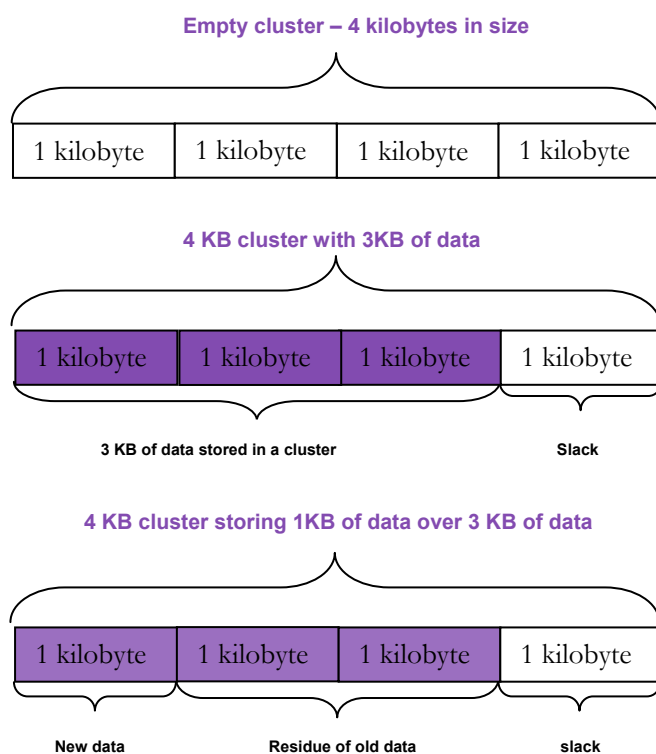 Empty cluster – 4 kilobytes in size
1 kilobyte 1 kilobyte 1 kilobyte 1 kilobyte
4 KB cluster with 3KB of data
1 kilobyte 1 kilobyte 1 kilobyte 1 kilobyte
3 KB of data stored in a cluster Slack
4 KB cluster storing 1KB of data over 3 KB of data
1 kilobyte 1 kilobyte 1 kilobyte 1 kilobyte
New data Residue of old data slack